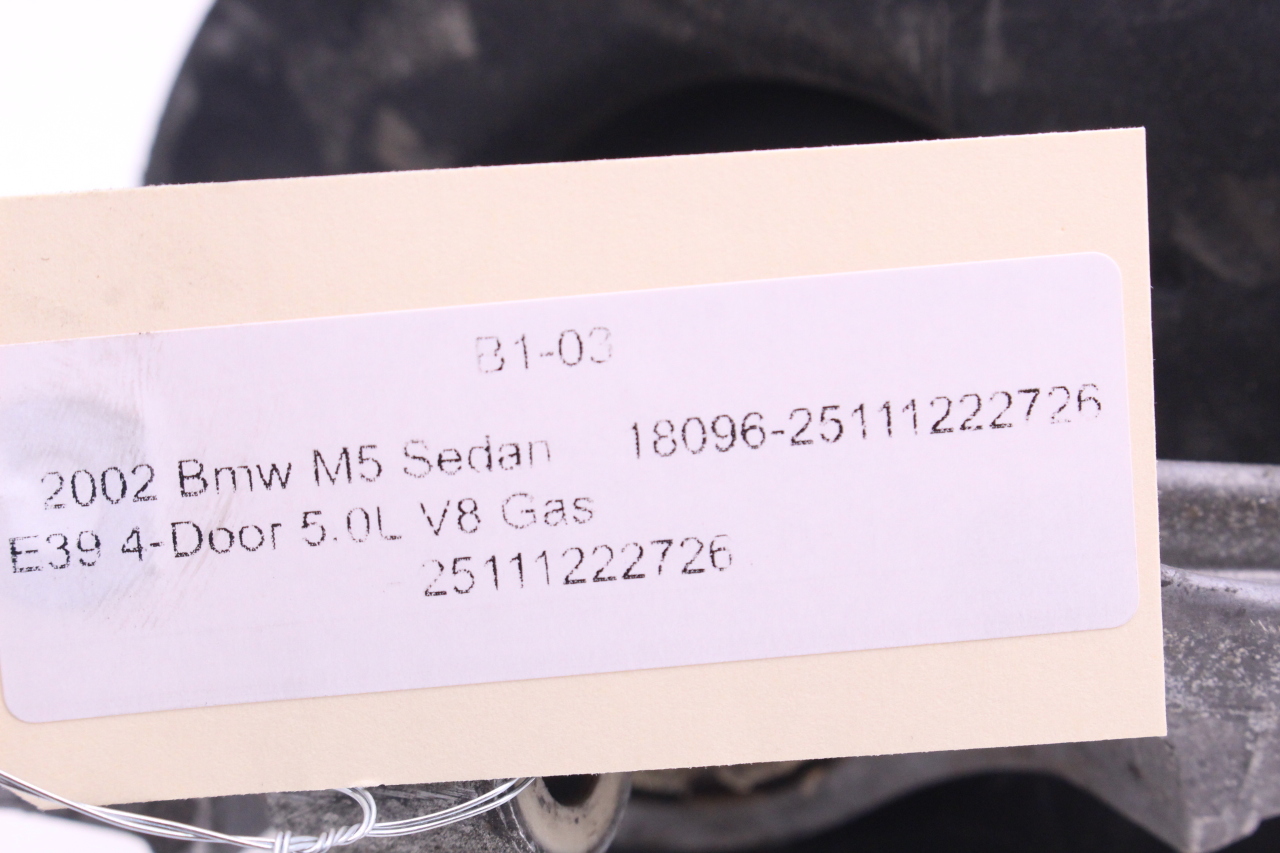 B1-03
2002 Bmw M5 Sedan 18096-25111222726
E39 4-Door 5.0L V8 Gas
25111222726